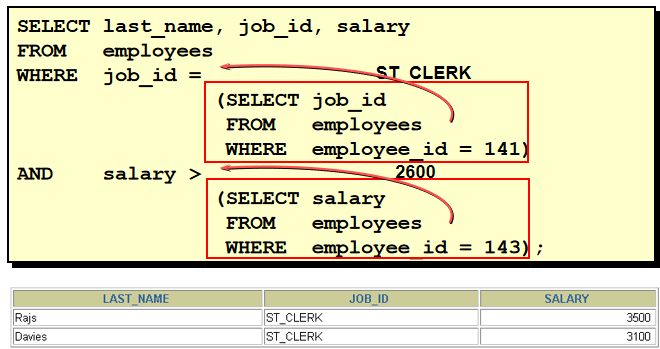 SELECT last_name, job_id, salary
FROM employees
WHERE job_id =
ST_CLERK
(SELECT job_id
FROM employees
WHERE employee_id = 141)
AND salary >
2600
(SELECT salary
FROM employees
WHERE employee_id = 143);
LAST_NAME JOB_ID SALARY
Rajs ST_CLERK 3500
Davies ST_CLERK 3100